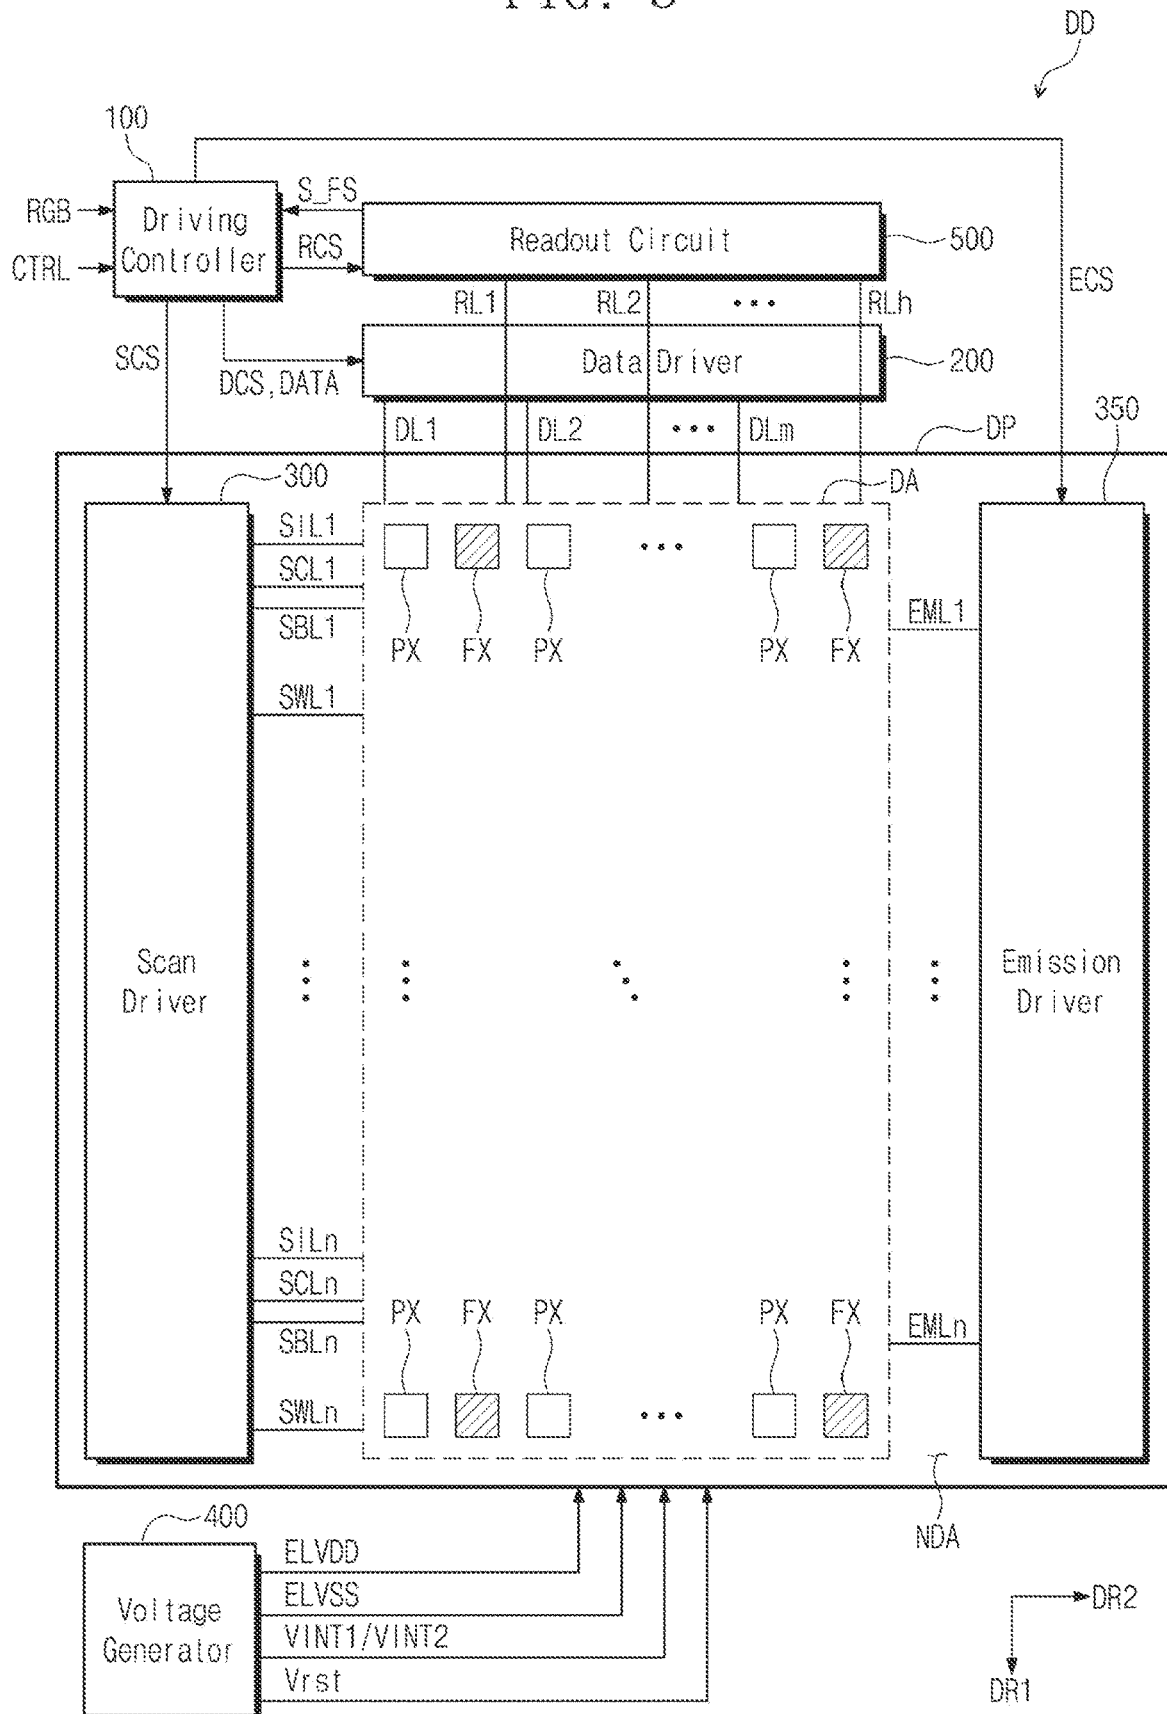 DD
100
RGB
CTRL
Driving
Controller
S_FS
RCS
Readout Circuit
500
ECS
RL1
RL2
RLh
SCS
DCS,DATA
Data Driver
200
DL1
DL2
DLm
DP
350
300
DA
SIL1
SCL1
SBL1
SWL1
PX
FX
PX
PX
FX
EML1
Scan
Driver
Emission
Driver
SILn
SCLn
SBLn
SWLn
PX
FX
PX
PX
FX
EMLn
NDA
400
Voltage
Generator
ELVDD
ELVSS
VINT1/VINT2
Vrst
DR2
DR1